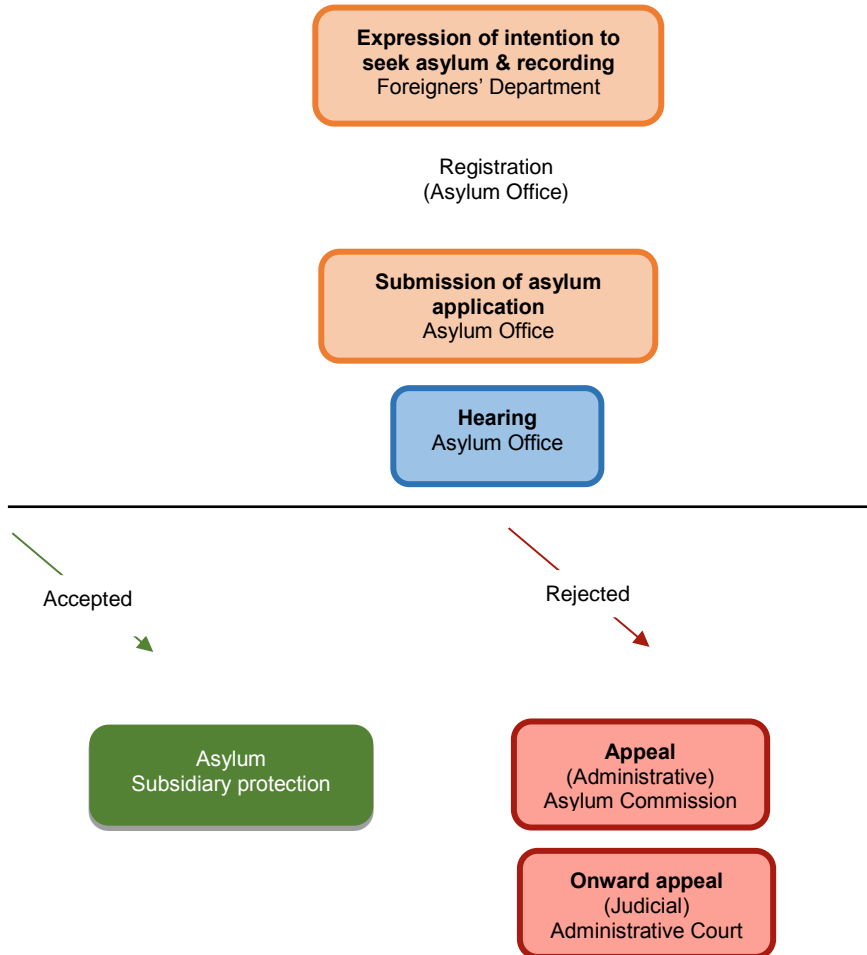 Expression of intention to
seek asylum & recording
Foreigners’ Department
Registration
(Asylum Office)
Submission of asylum
application
Asylum Office
Hearing
Asylum Office
Accepted
Rejected
Asylum
Subsidiary protection
Appeal
(Administrative)
Asylum Commission
Onward appeal
(Judicial)
Administrative Court